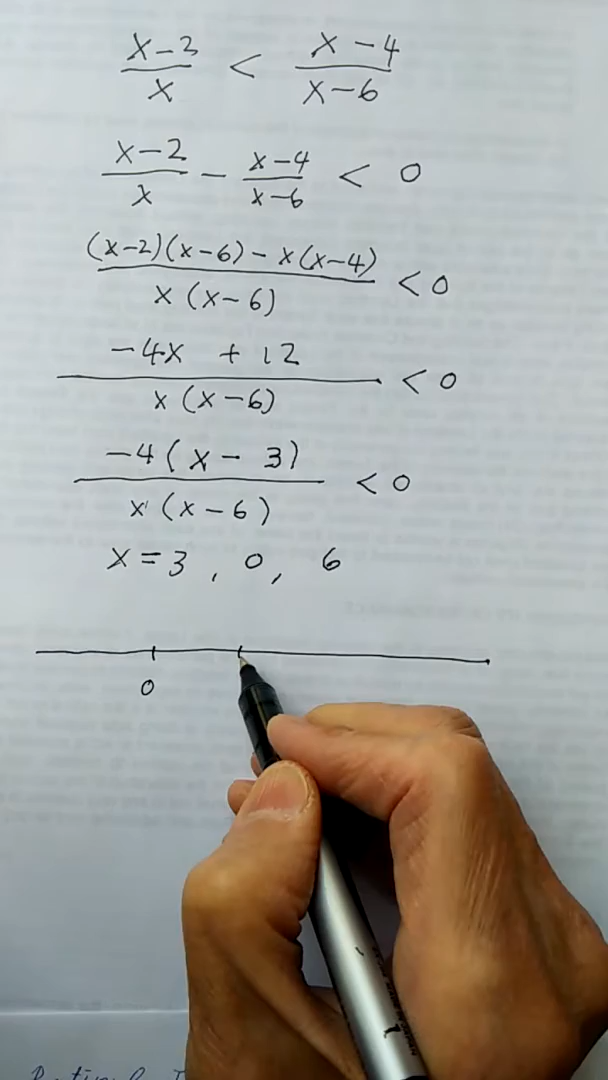 (x-2)/x < (x-4)/(x-6)
(x-2)/x - (x-4)/(x-6) < 0
((x-2)(x-6) - x(x-4))/(x(x-6)) < 0
(-4x + 12)/(x(x-6)) < 0
(-4(x - 3))/(x(x-6)) < 0
x = 3, 0, 6
0